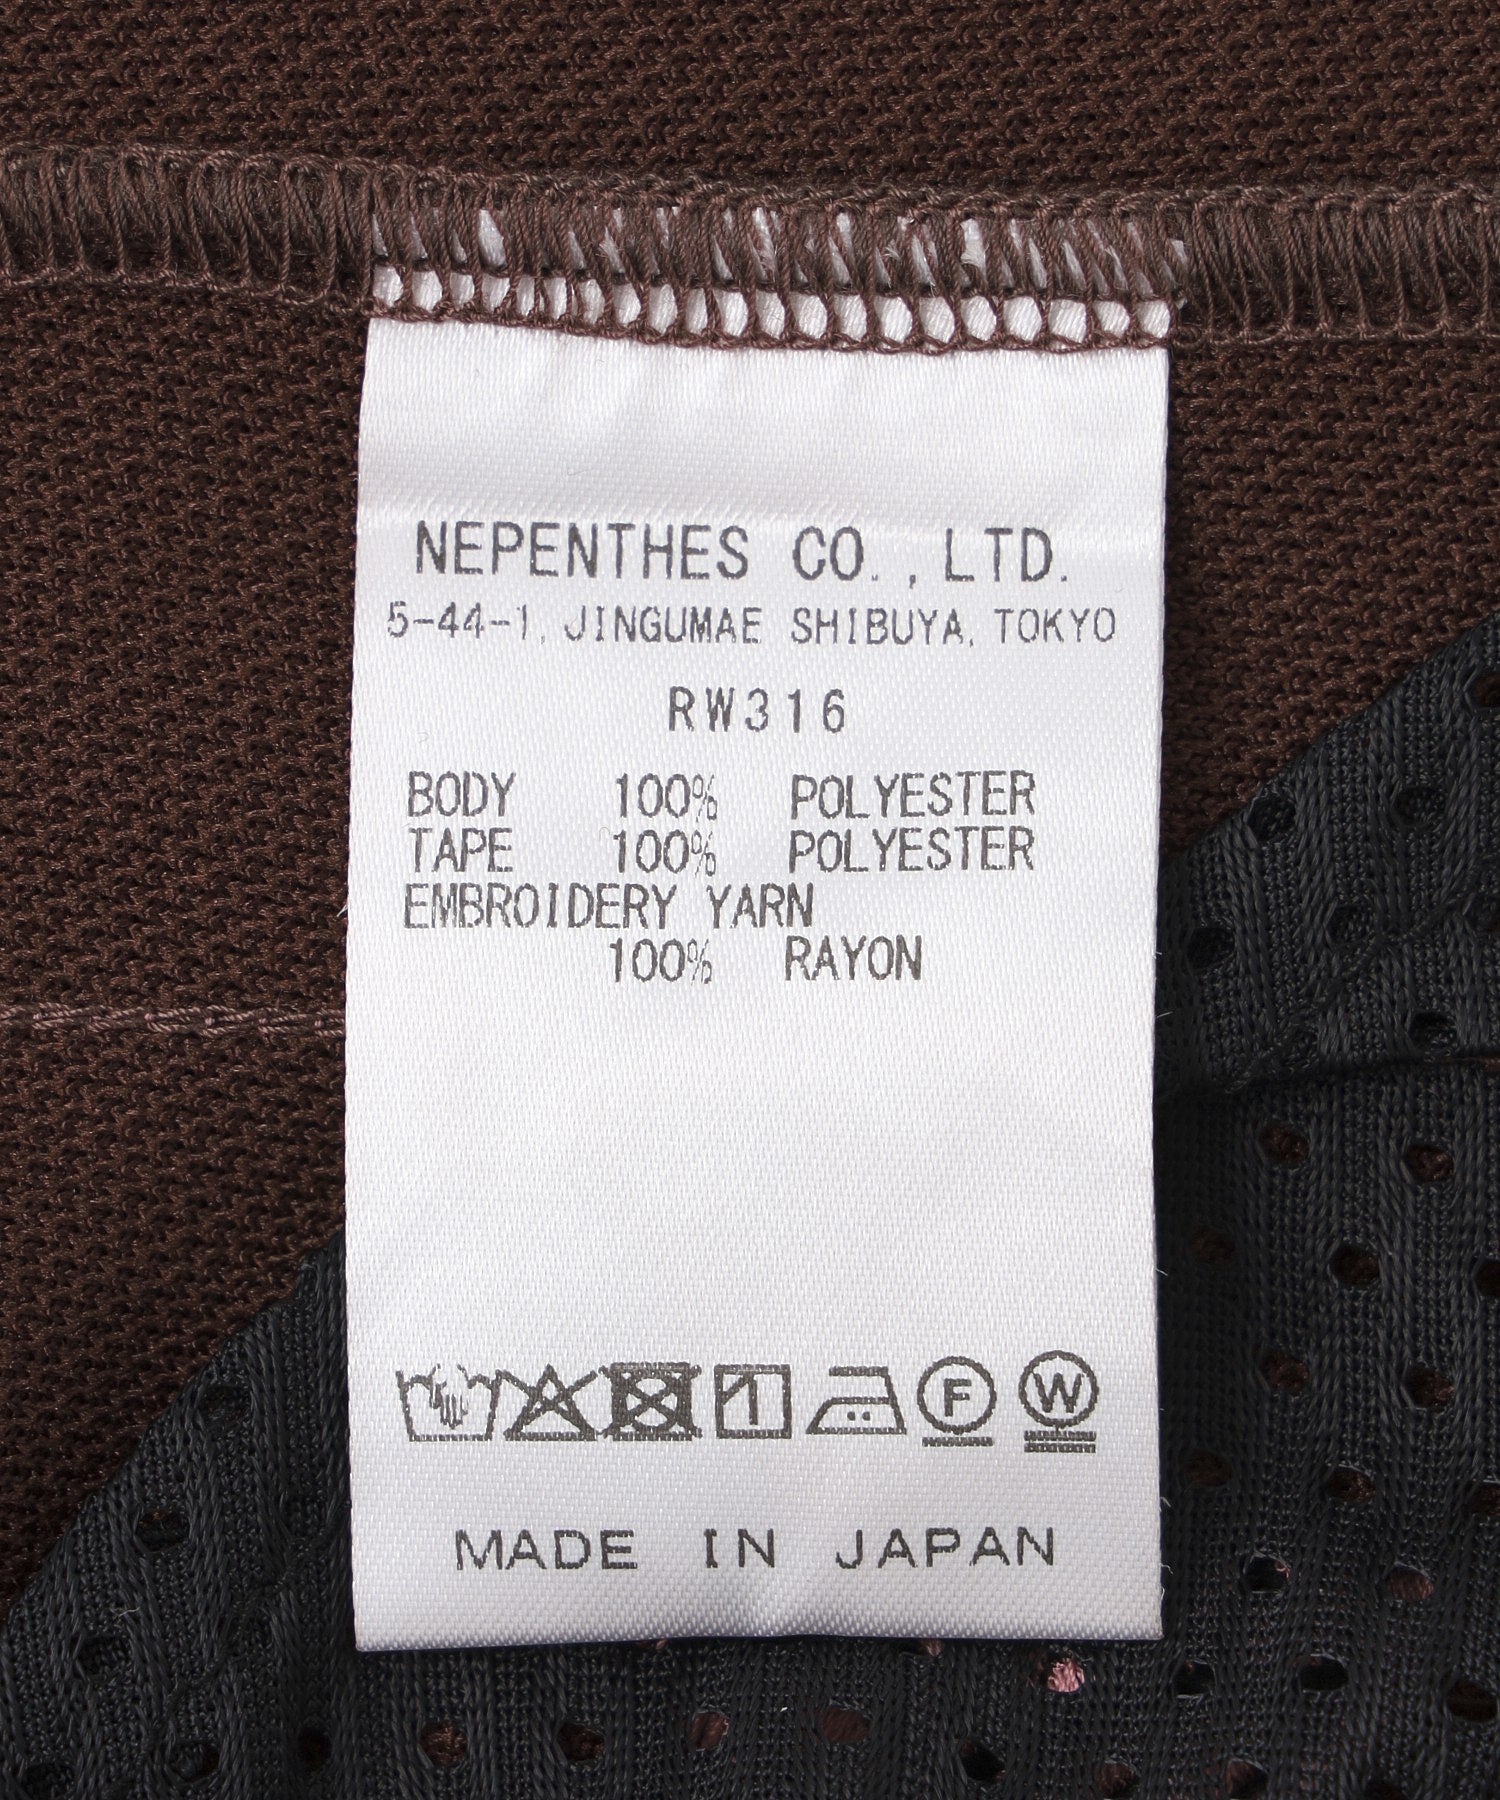 NEPENTHES CO., LTD.
5-44-1, JINGUMAE SHIBUYA, TOKYO
RW316
BODY 100% POLYESTER
TAPE 100% POLYESTER
EMBROIDERY YARN
100% RAYON
F W
MADE IN JAPAN